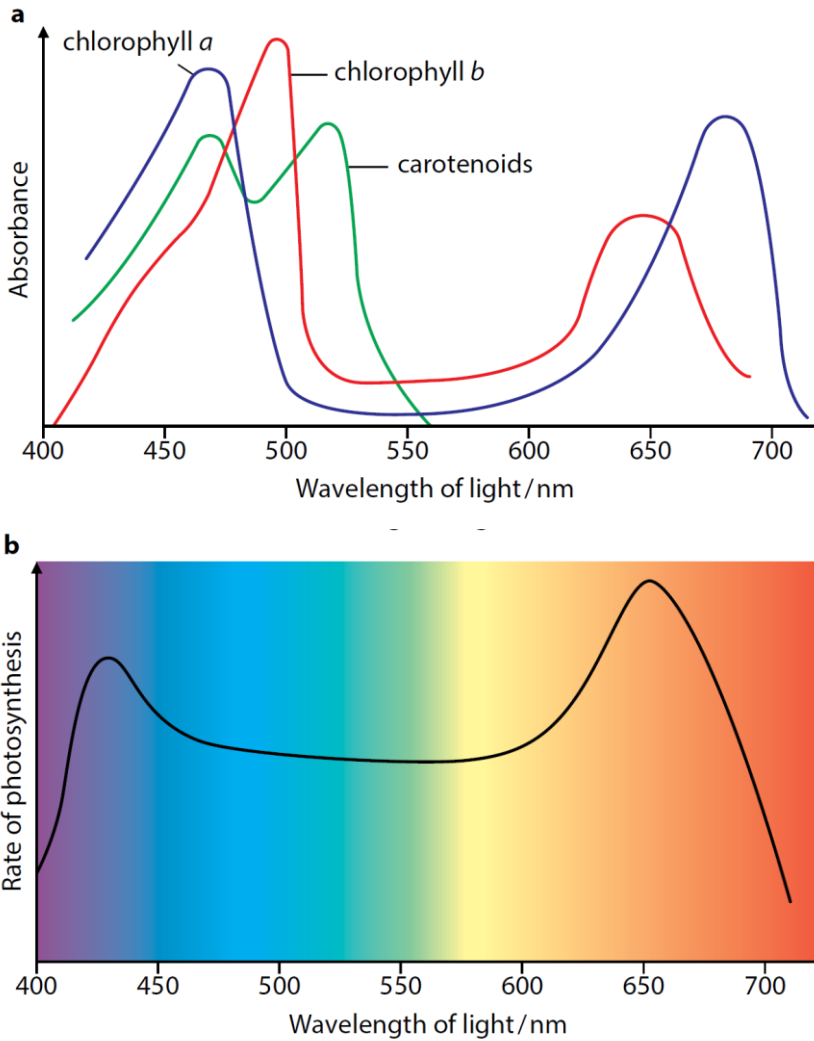 a
chlorophyll a
chlorophyll b
carotenoids
Absorbance
400 450 500 550 600 650 700
Wavelength of light/nm
b
Rate of photosynthesis
400 450 500 550 600 650 700
Wavelength of light/nm